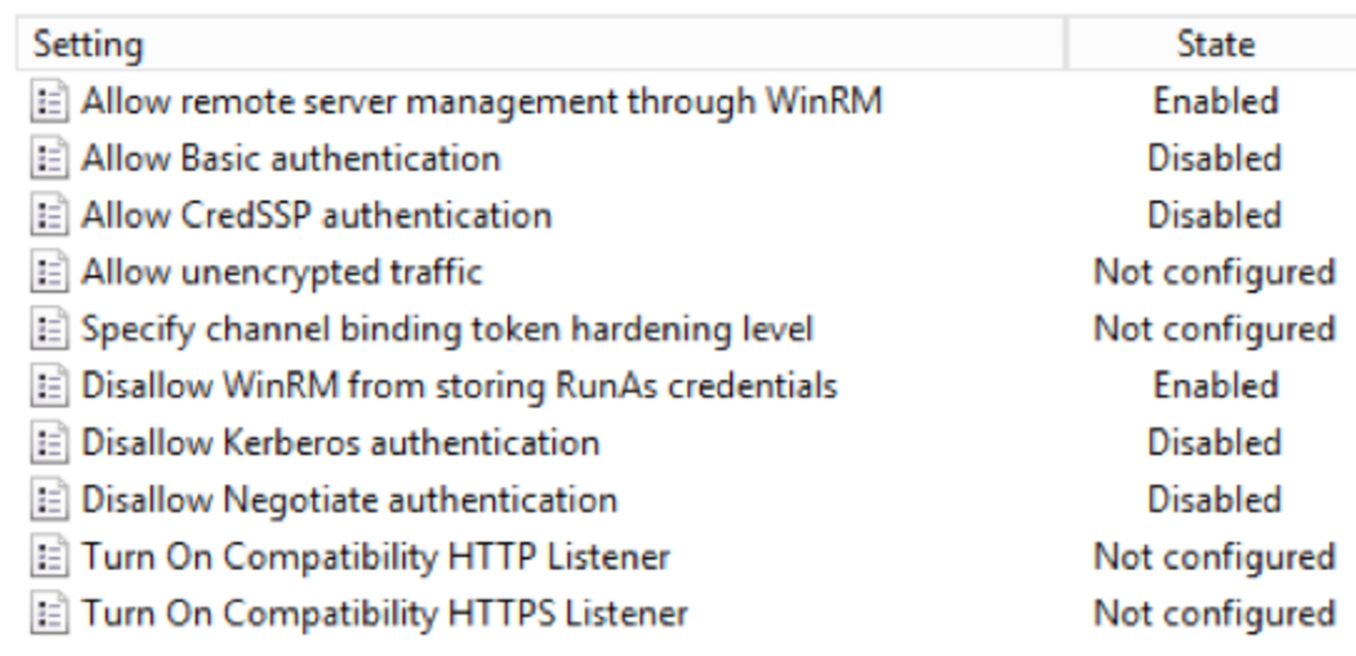 Setting State
Allow remote server management through WinRM Enabled
Allow Basic authentication Disabled
Allow CredSSP authentication Disabled
Allow unencrypted traffic Not configured
Specify channel binding token hardening level Not configured
Disallow WinRM from storing RunAs credentials Enabled
Disallow Kerberos authentication Disabled
Disallow Negotiate authentication Disabled
Turn On Compatibility HTTP Listener Not configured
Turn On Compatibility HTTPS Listener Not configured